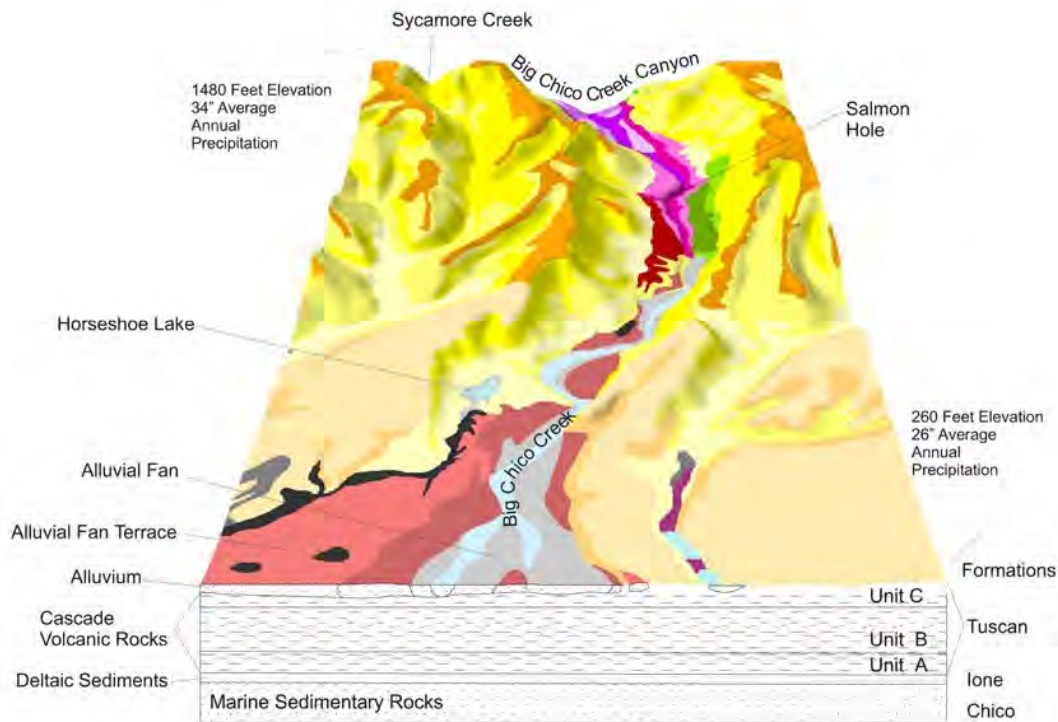 Sycamore Creek
Big Chico Creek Canyon
1480 Feet Elevation
34" Average
Annual
Precipitation
Salmon
Hole
Horseshoe Lake
260 Feet Elevation
26" Average
Annual
Precipitation
Big Chico Creek
Alluvial Fan
Alluvial Fan Terrace
Alluvium
Formations
Unit C
Cascade
Volcanic Rocks
Tuscan
Unit B
Unit A
Deltaic Sediments
Ione
Marine Sedimentary Rocks
Chico